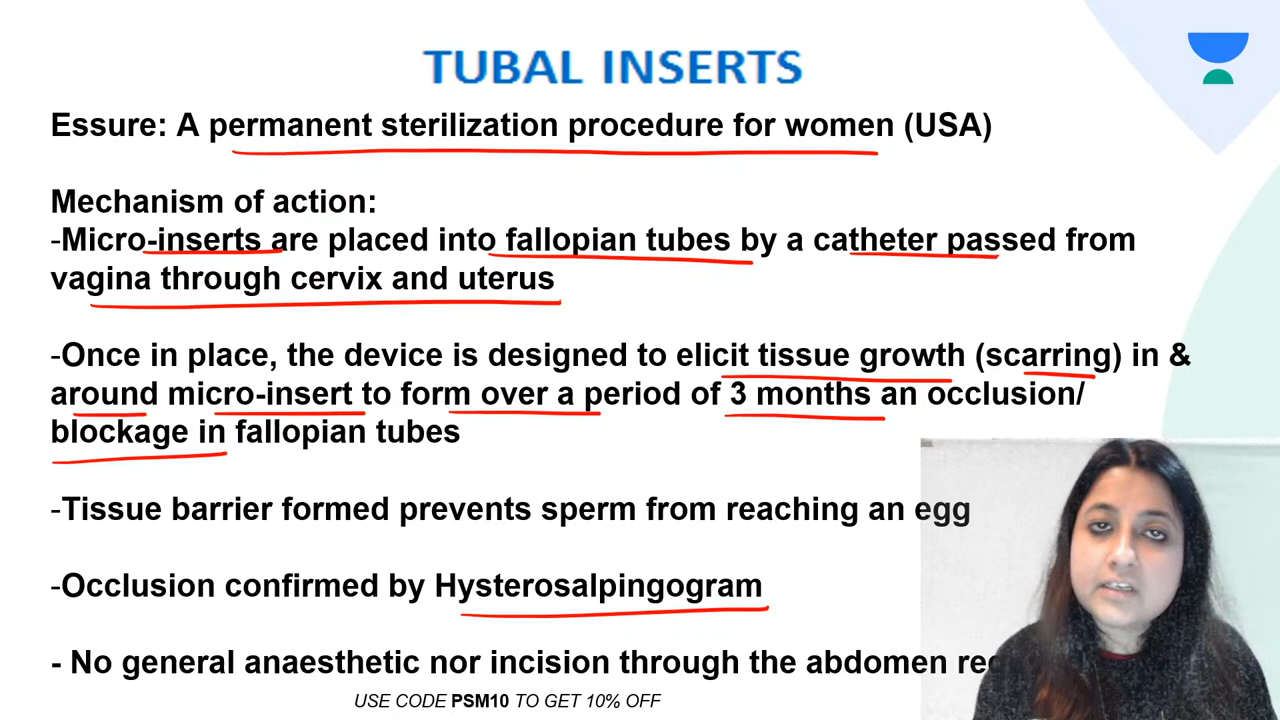 TUBAL INSERTS
Essure: A permanent sterilization procedure for women (USA)
Mechanism of action:
-Micro-inserts are placed into fallopian tubes by a catheter passed from
vagina through cervix and uterus
-Once in place, the device is designed to elicit tissue growth (scarring) in &
around micro-insert to form over a period of 3 months an occlusion/
blockage in fallopian tubes
-Tissue barrier formed prevents sperm from reaching an egg
-Occlusion confirmed by Hysterosalpingogram
- No general anaesthetic nor incision through the abdomen
USE CODE PSM10 TO GET 10% OFF